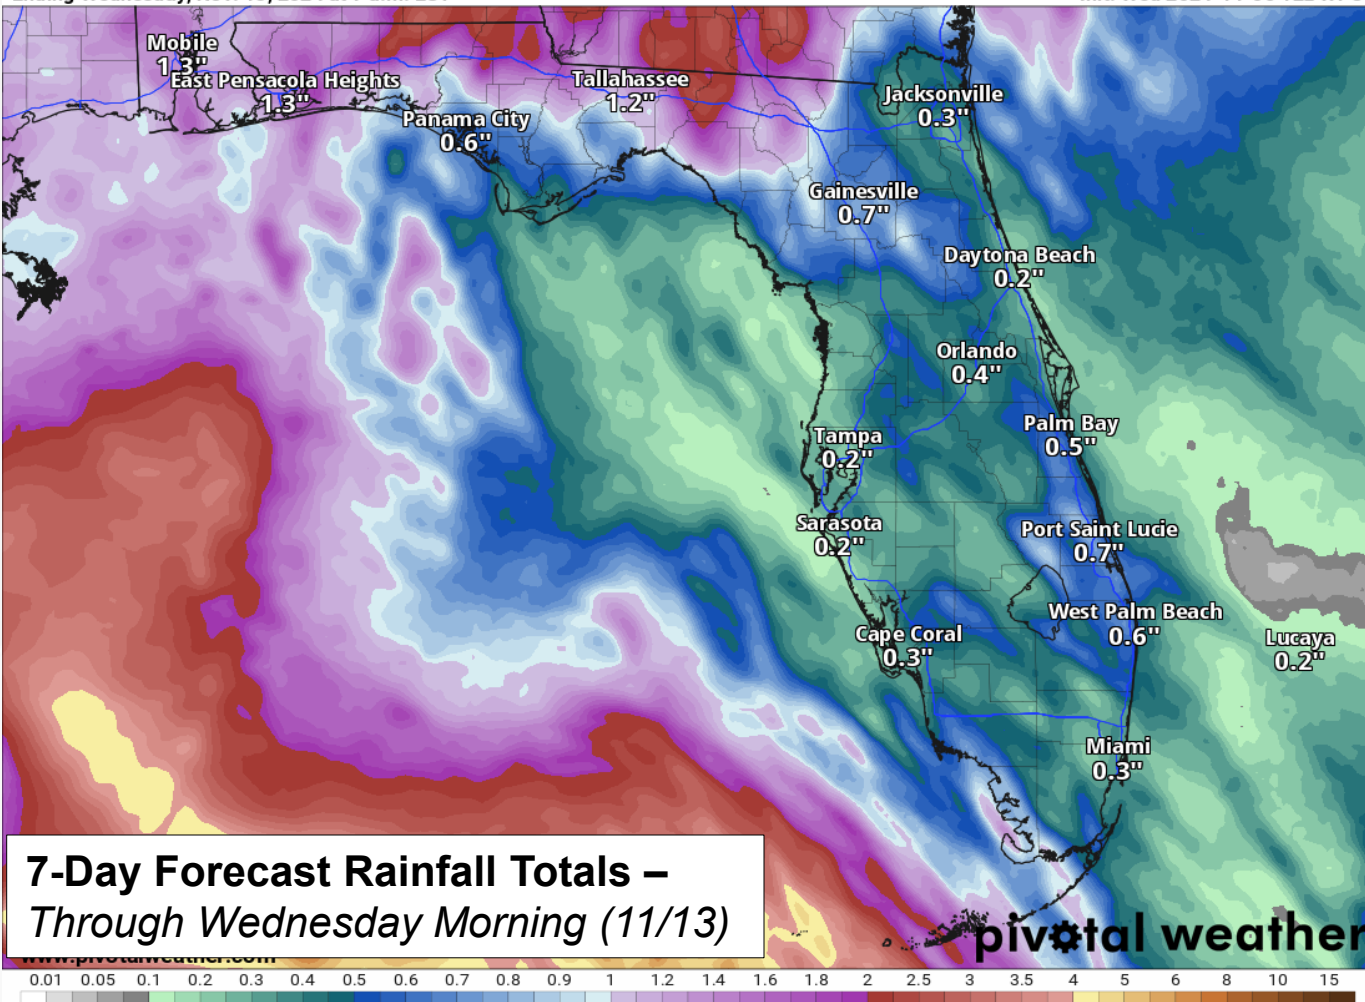 Mobile
1.3"
East Pensacola Heights
1.3"
Tallahassee
1.2"
Panama City
0.6"
Jacksonville
0.3"
Gainesville
0.7"
Daytona Beach
0.2"
Orlando
0.4"
Palm Bay
0.5"
Tampa
0.2"
Sarasota
0.2"
Port Saint Lucie
0.7"
West Palm Beach
0.6"
Cape Coral
0.3"
Lucaya
0.2"
Miami
0.3"
7-Day Forecast Rainfall Totals –
Through Wednesday Morning (11/13)
www.pivotalweather.com
pivotal weather
0.01 0.05 0.1 0.2 0.3 0.4 0.5 0.6 0.7 0.8 0.9 1 1.2 1.4 1.6 1.8 2 2.5 3 3.5 4 5 6 8 10 15